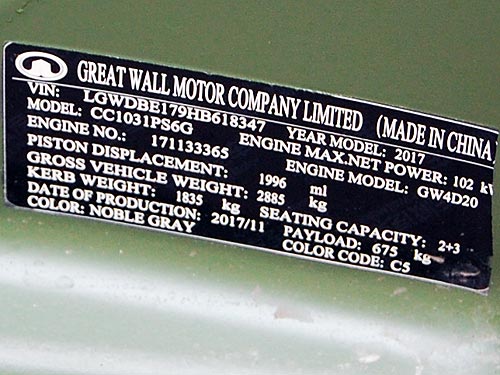 GREAT WALL MOTOR COMPANY LIMITED (MADE IN CHINA)
VIN: LGWDBE179HB618347 YEAR MODEL: 2017
MODEL: CC1031PS6G ENGINE MAX.NET POWER: 102 kW
ENGINE NO.: 171133365 ENGINE MODEL: GW4D20
PISTON DISPLACEMENT: 1996 ml
GROSS VEHICLE WEIGHT: 2885 kg
KERB WEIGHT: 1835 kg SEATING CAPACITY: 2+3
DATE OF PRODUCTION: 2017/11 PAYLOAD: 675 kg
COLOR: NOBLE GRAY COLOR CODE: C5